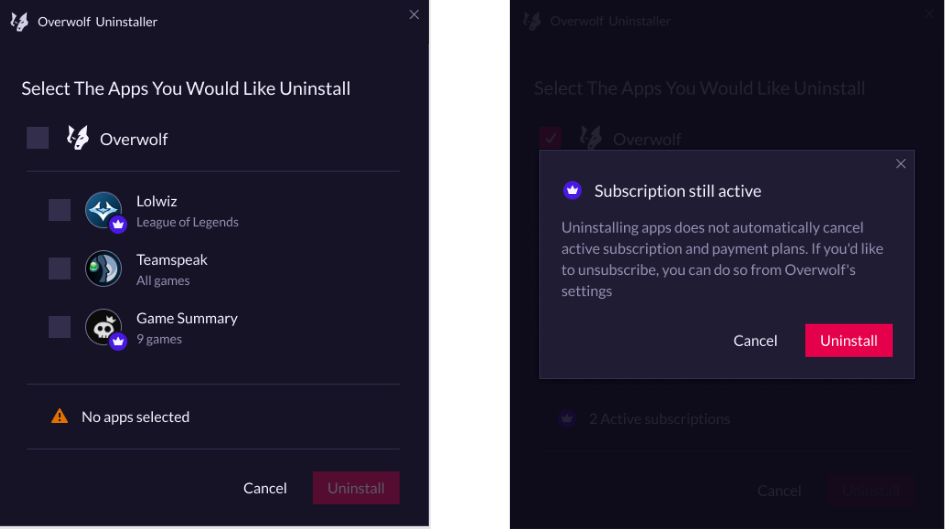 Overwolf Uninstaller
Select The Apps You Would Like Uninstall
Overwolf
Lolwiz
League of Legends
Teamspeak
All games
Game Summary
9 games
No apps selected
Cancel
Uninstall
Overwolf Uninstaller
Select The Apps You Would Like Uninstall
Overwolf
Subscription still active
Uninstalling apps does not automatically cancel
active subscription and payment plans. If you'd like
to unsubscribe, you can do so from Overwolf's
settings
Cancel
Uninstall
2 Active subscriptions
Cancel
Uninstall